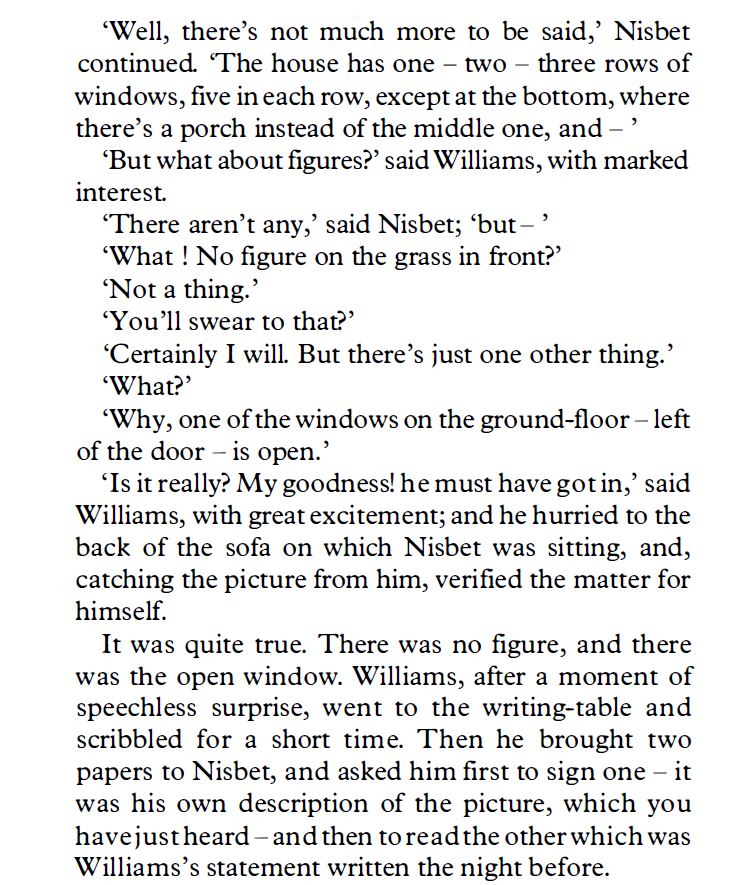 ‘Well, there’s not much more to be said,’ Nisbet
continued. ‘The house has one – two – three rows of
windows, five in each row, except at the bottom, where
there’s a porch instead of the middle one, and – ’
‘But what about figures?’ said Williams, with marked
interest.
‘There aren’t any,’ said Nisbet; ‘but – ’
‘What ! No figure on the grass in front?’
‘Not a thing.’
‘You’ll swear to that?’
‘Certainly I will. But there’s just one other thing.’
‘What?’
‘Why, one of the windows on the ground-floor – left
of the door – is open.’
‘Is it really? My goodness! he must have got in,’ said
Williams, with great excitement; and he hurried to the
back of the sofa on which Nisbet was sitting, and,
catching the picture from him, verified the matter for
himself.
It was quite true. There was no figure, and there
was the open window. Williams, after a moment of
speechless surprise, went to the writing-table and
scribbled for a short time. Then he brought two
papers to Nisbet, and asked him first to sign one – it
was his own description of the picture, which you
have just heard – and then to read the other which was
Williams’s statement written the night before.